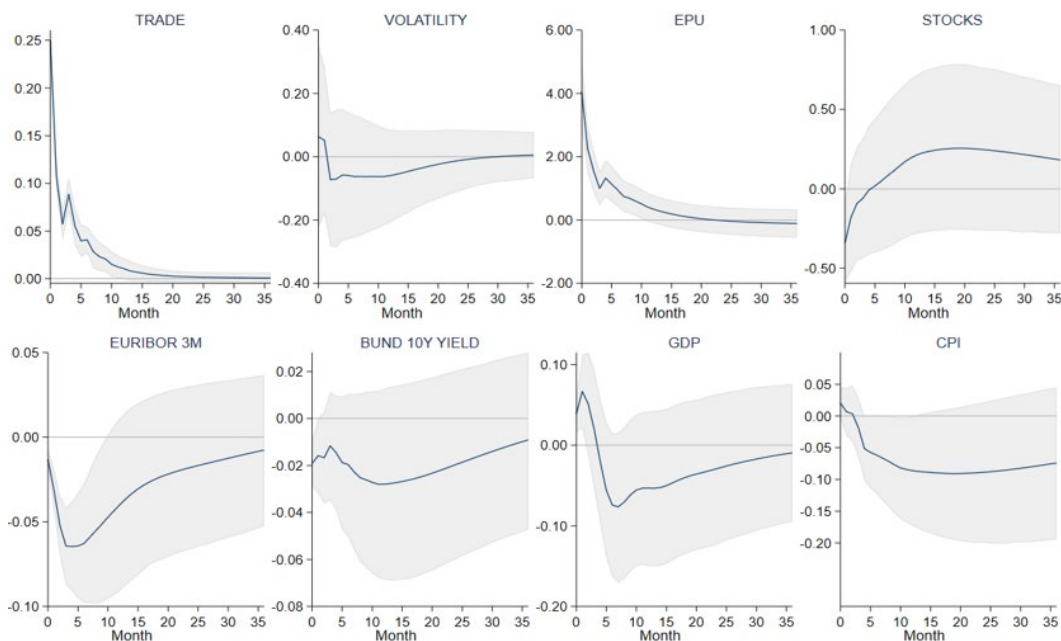 TRADE
0.25
0.20
0.15
0.10
0.05
0.00
0 5 10 15 20 25 30 35
Month
VOLATILITY
0.40
0.20
0.00
-0.20
-0.40
0 5 10 15 20 25 30 35
Month
EPU
6.00
4.00
2.00
0.00
-2.00
0 5 10 15 20 25 30 35
Month
STOCKS
1.00
0.50
0.00
-0.50
0 5 10 15 20 25 30 35
Month
EURIBOR 3M
0.05
0.00
-0.05
-0.10
0 5 10 15 20 25 30 35
Month
BUND 10Y YIELD
0.02
0.00
-0.02
-0.04
-0.06
-0.08
0 5 10 15 20 25 30 35
Month
GDP
0.10
0.00
-0.10
-0.20
0 5 10 15 20 25 30 35
Month
CPI
0.05
0.00
-0.05
-0.10
-0.15
-0.20
0 5 10 15 20 25 30 35
Month